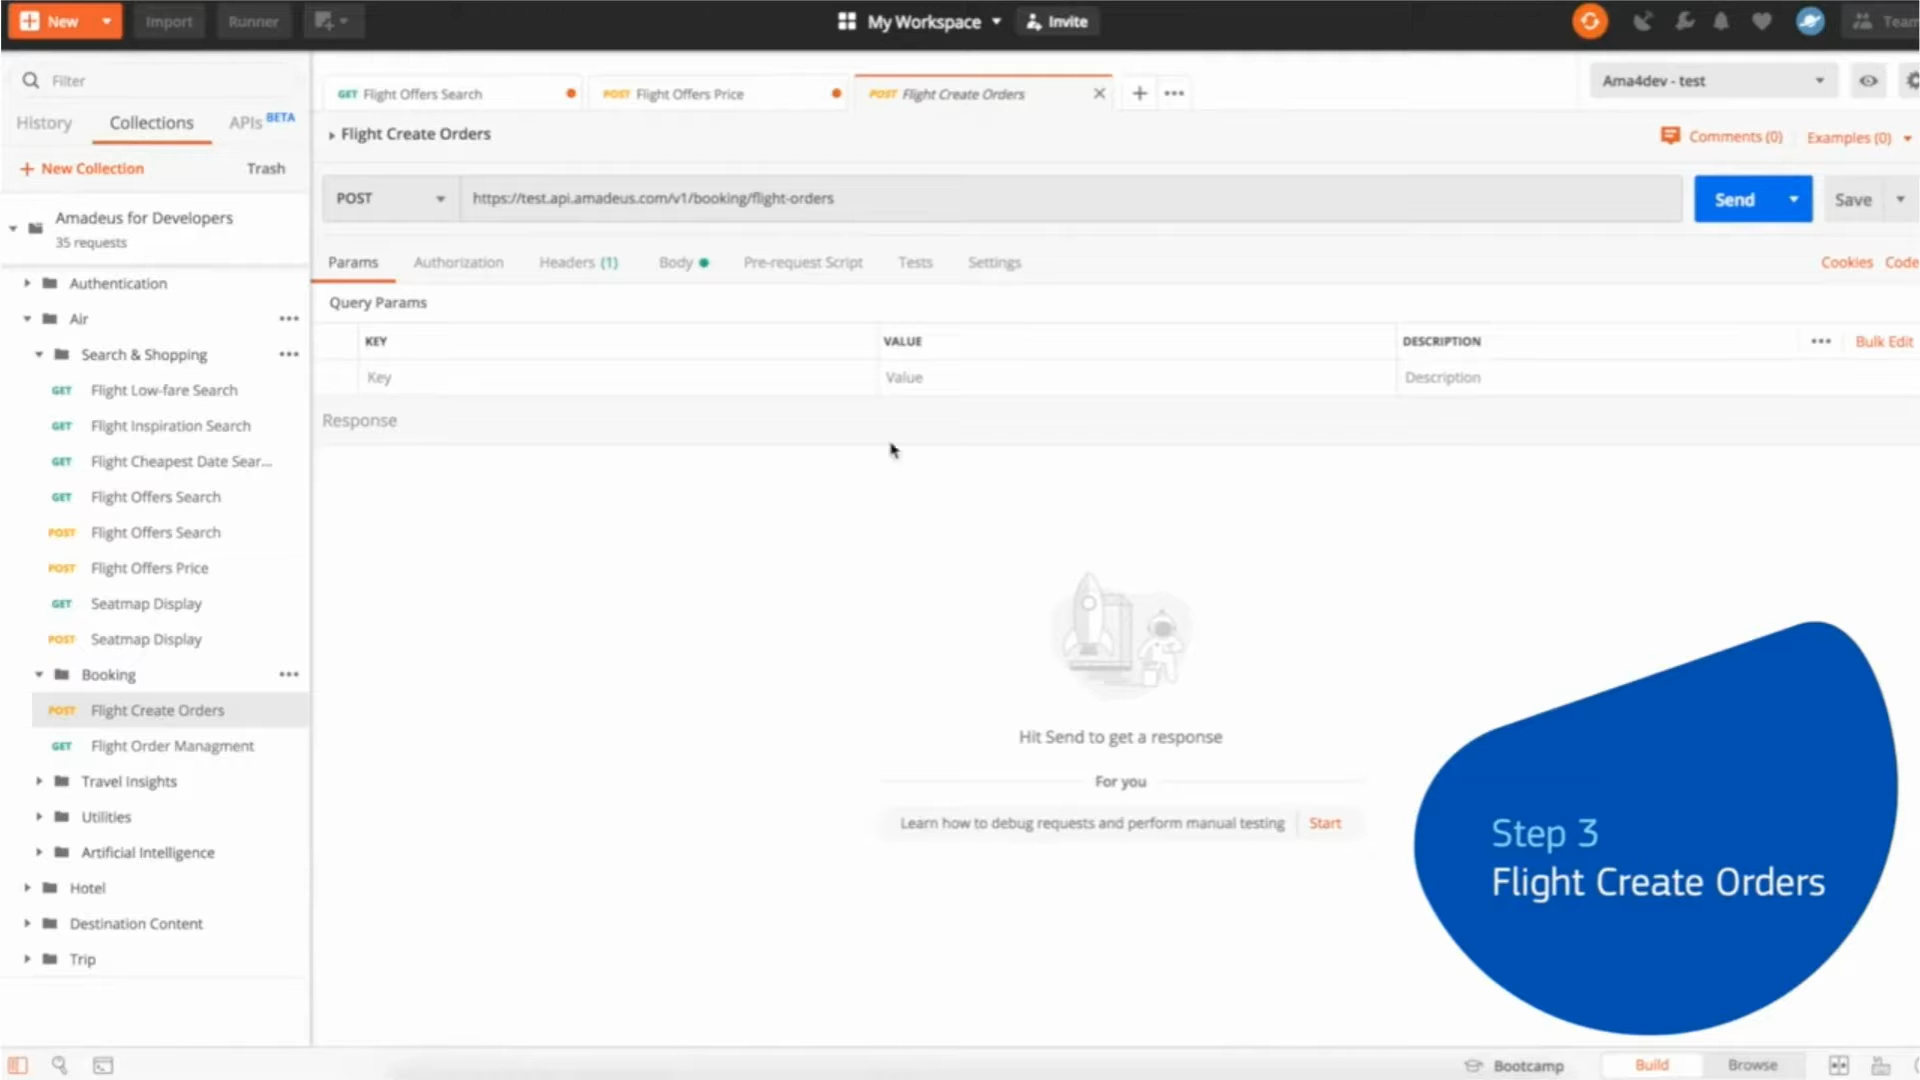 New
Import
Runner
My Workspace
Invite
Team
Filter
GET Flight Offers Search
POST Flight Offers Price
POST Flight Create Orders
Ama4dev - test
History
Collections
APIs BETA
Flight Create Orders
Comments (0)
Examples (0)
+ New Collection
Trash
POST
https://test.api.amadeus.com/v1/booking/flight-orders
Send
Save
Amadeus for Developers
35 requests
Params
Authorization
Headers (1)
Body
Pre-request Script
Tests
Settings
Cookies
Code
Authentication
Query Params
Air
KEY
VALUE
DESCRIPTION
Bulk Edit
Search & Shopping
Key
Value
Description
GET Flight Low-fare Search
Response
GET Flight Inspiration Search
GET Flight Cheapest Date Sear...
GET Flight Offers Search
POST Flight Offers Search
POST Flight Offers Price
GET Seatmap Display
POST Seatmap Display
Booking
POST Flight Create Orders
GET Flight Order Managment
Travel Insights
Utilities
Artificial Intelligence
Hotel
Destination Content
Trip
Hit Send to get a response
For you
Learn how to debug requests and perform manual testing
Start
Step 3
Flight Create Orders
Bootcamp
Build
Browse